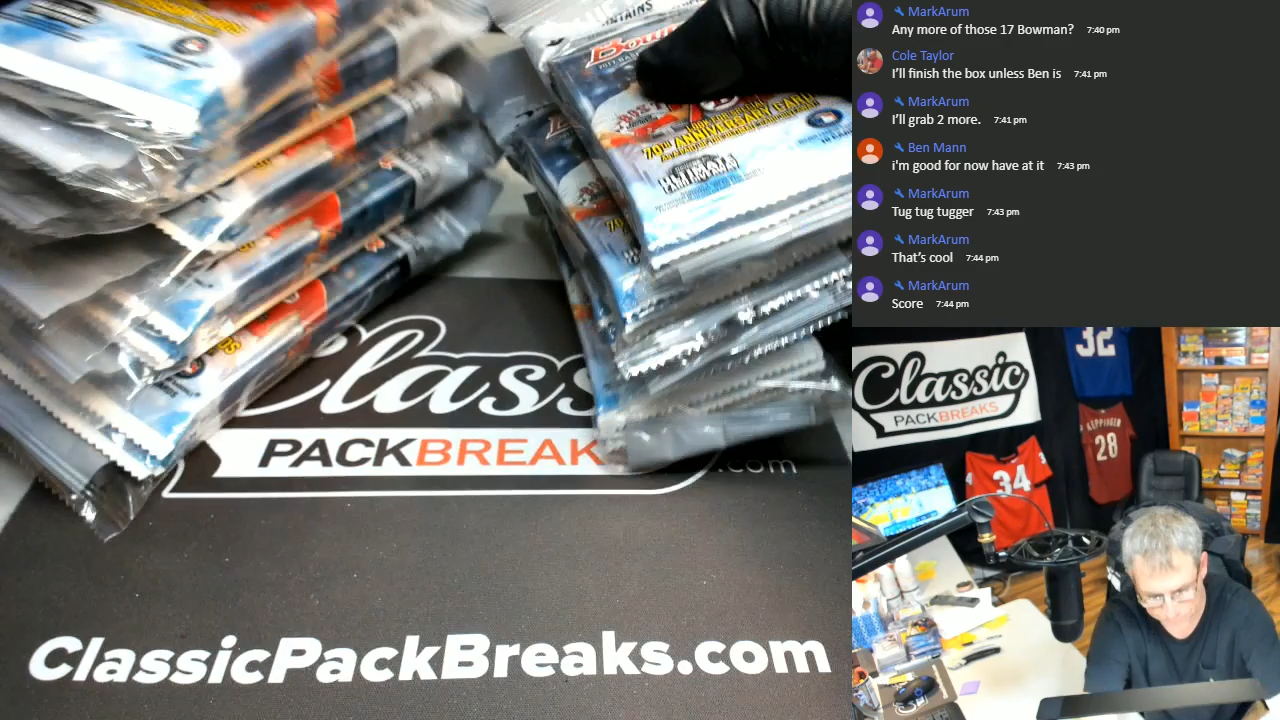 MarkArum
Any more of those 17 Bowman? 7:40 pm
Cole Taylor
I'll finish the box unless Ben is 7:41 pm
MarkArum
I'll grab 2 more. 7:41 pm
Ben Mann
i'm good for now have at it 7:43 pm
MarkArum
Tug tug tugger 7:43 pm
MarkArum
That's cool 7:44 pm
MarkArum
Score 7:44 pm
70TH ANNIVERSARY CARD
Class
PACKBREAK
.com
ClassicPackBreaks.com
Classic
PACKBREAKS
32
KEPPINGER
28
34